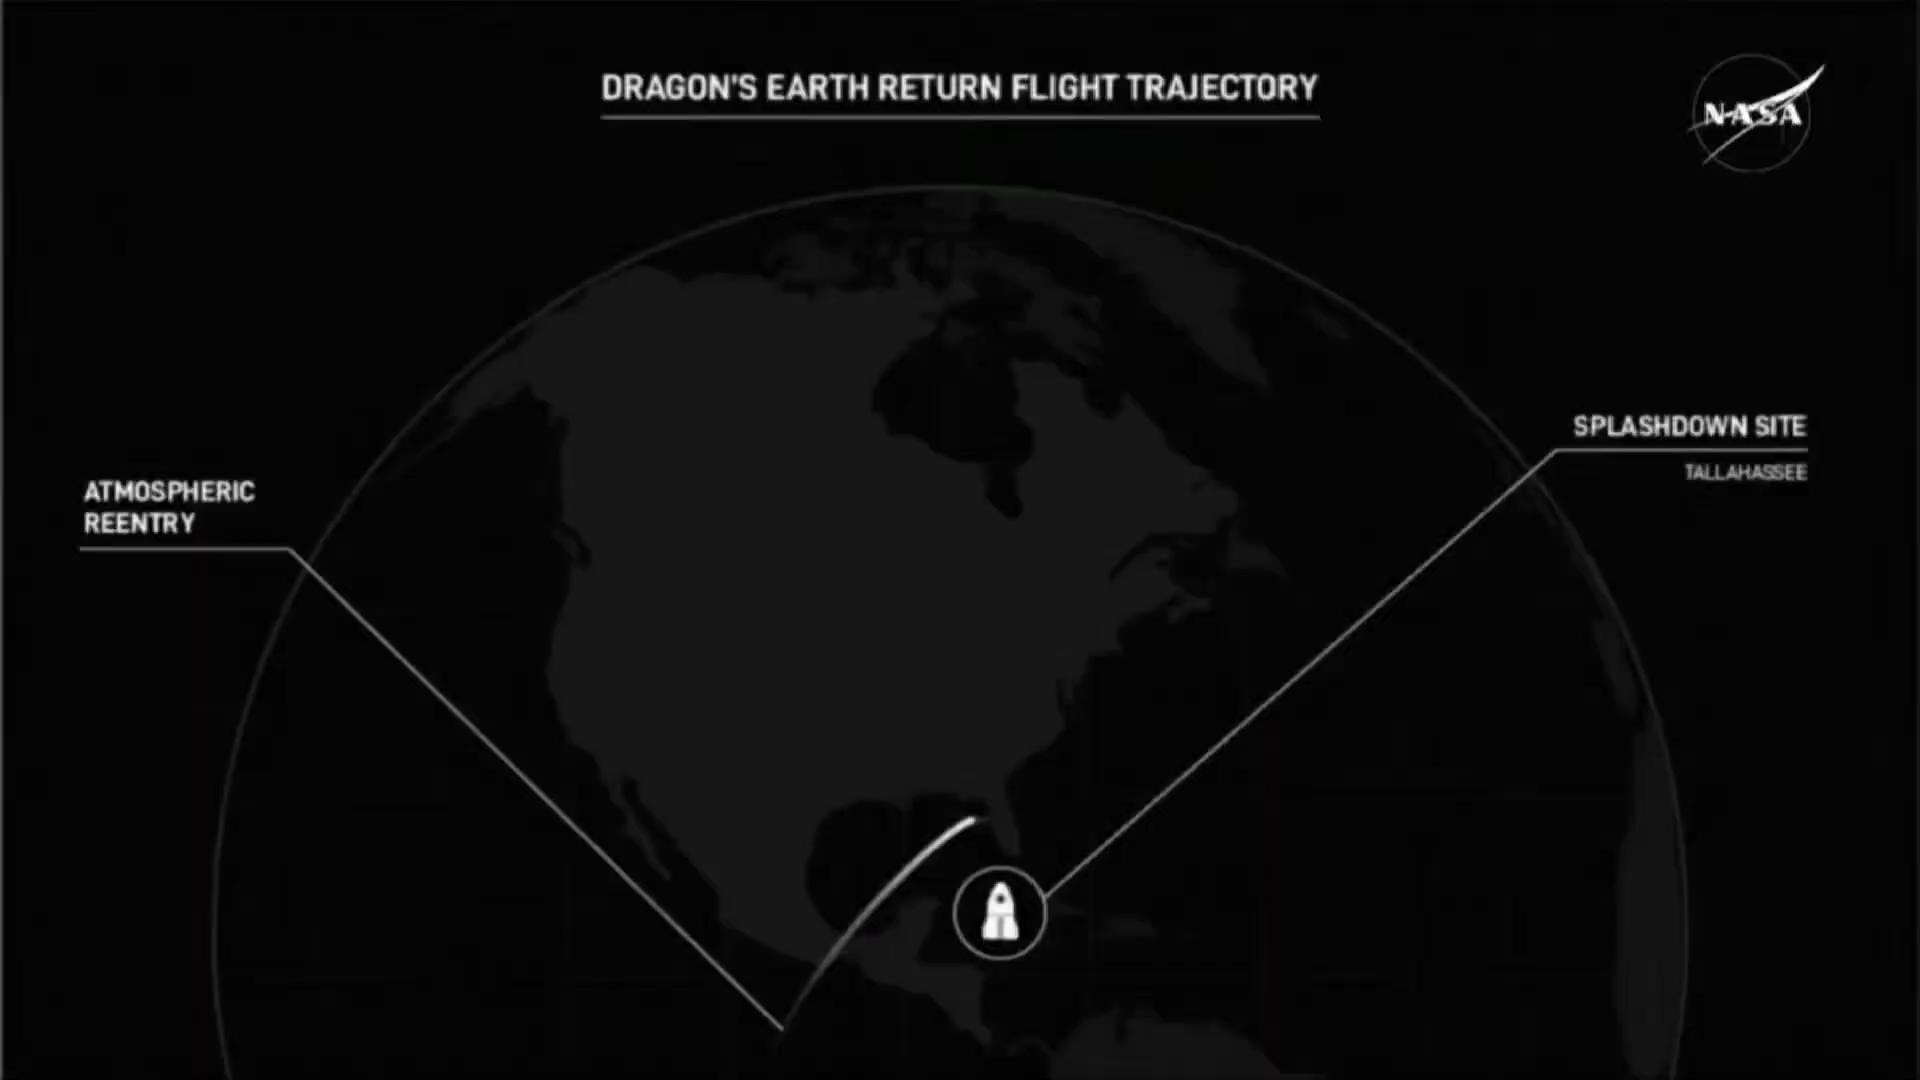 DRAGON'S EARTH RETURN FLIGHT TRAJECTORY
NASA
SPLASHDOWN SITE
TALLAHASSEE
ATMOSPHERIC
REENTRY